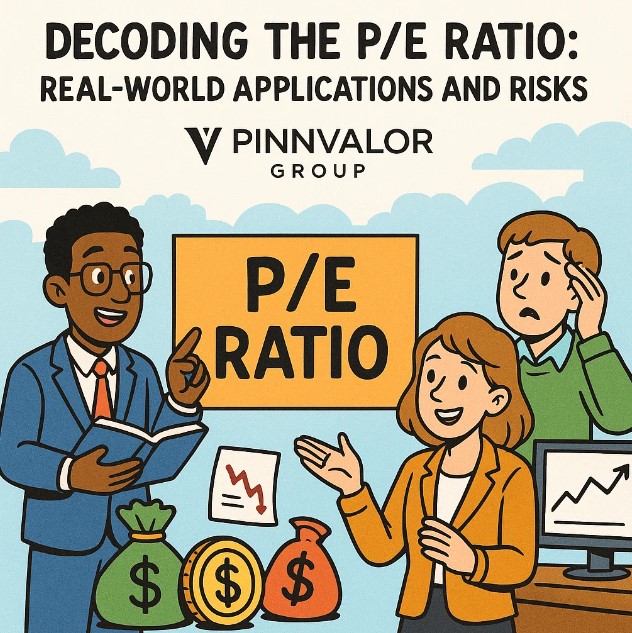 DECODING THE P/E RATIO:
REAL-WORLD APPLICATIONS AND RISKS
PINNVALOR
GROUP
P/E
RATIO
$
$
$